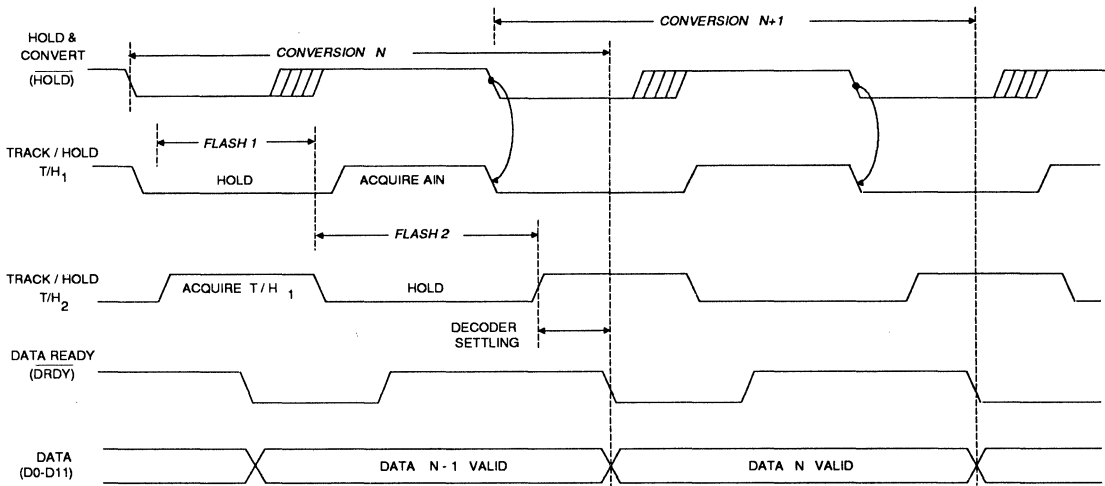 CONVERSION N+1
HOLD &
CONVERT
(HOLD)
CONVERSION N
FLASH 1
TRACK / HOLD
T/H1
HOLD
ACQUIRE AIN
FLASH 2
TRACK / HOLD
T/H2
ACQUIRE T / H 1
HOLD
DECODER
SETTLING
DATA READY
(DRDY)
DATA
(D0-D11)
DATA N - 1 VALID
DATA N VALID